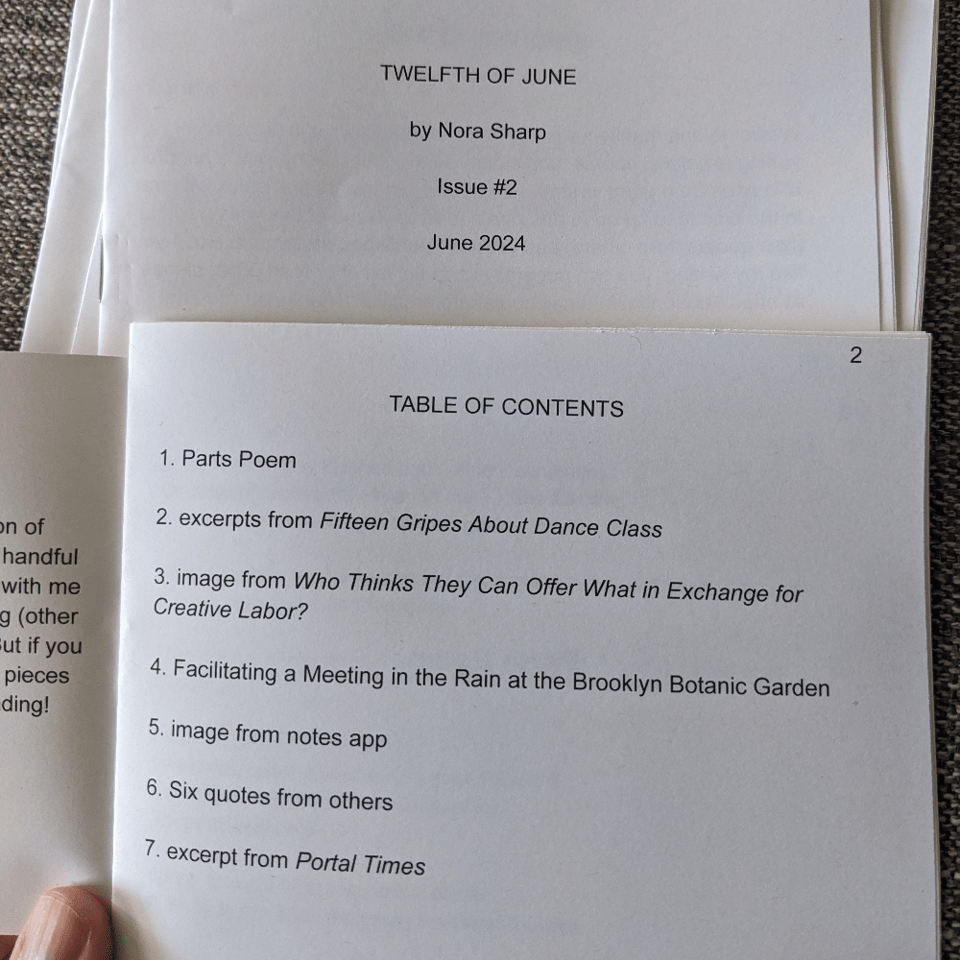 TWELFTH OF JUNE
by Nora Sharp
Issue #2
June 2024
on of
handful
with me
g (other
But if you
pieces
ding!
2
TABLE OF CONTENTS
1. Parts Poem
2. excerpts from Fifteen Gripes About Dance Class
3. image from Who Thinks They Can Offer What in Exchange for
Creative Labor?
4. Facilitating a Meeting in the Rain at the Brooklyn Botanic Garden
5. image from notes app
6. Six quotes from others
7. excerpt from Portal Times